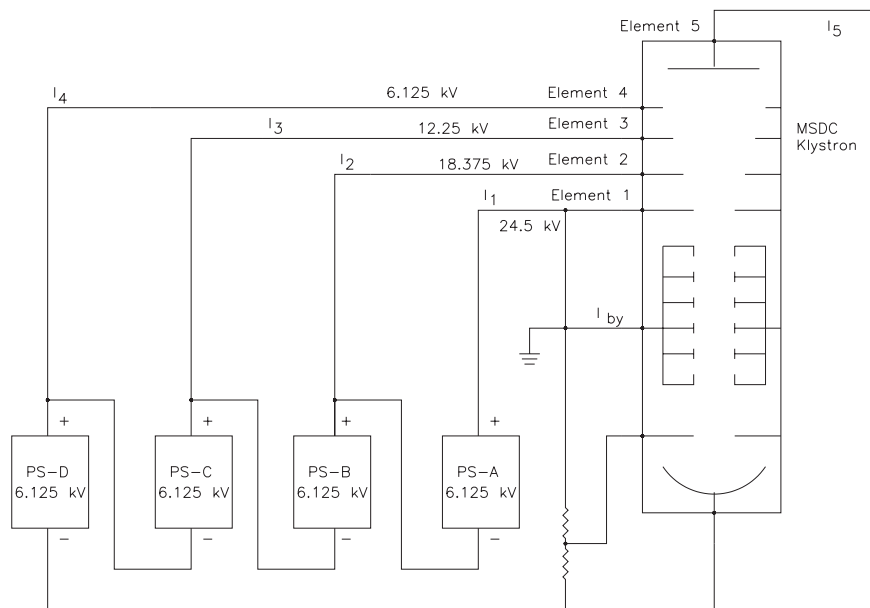 Element 5
I5
I4
6.125 kV
Element 4
I3
12.25 kV
Element 3
MSDC
Klystron
I2
18.375 kV
Element 2
I1
Element 1
24.5 kV
I by
+
+
+
+
PS-D
6.125 kV
PS-C
6.125 kV
PS-B
6.125 kV
PS-A
6.125 kV
-
-
-
-